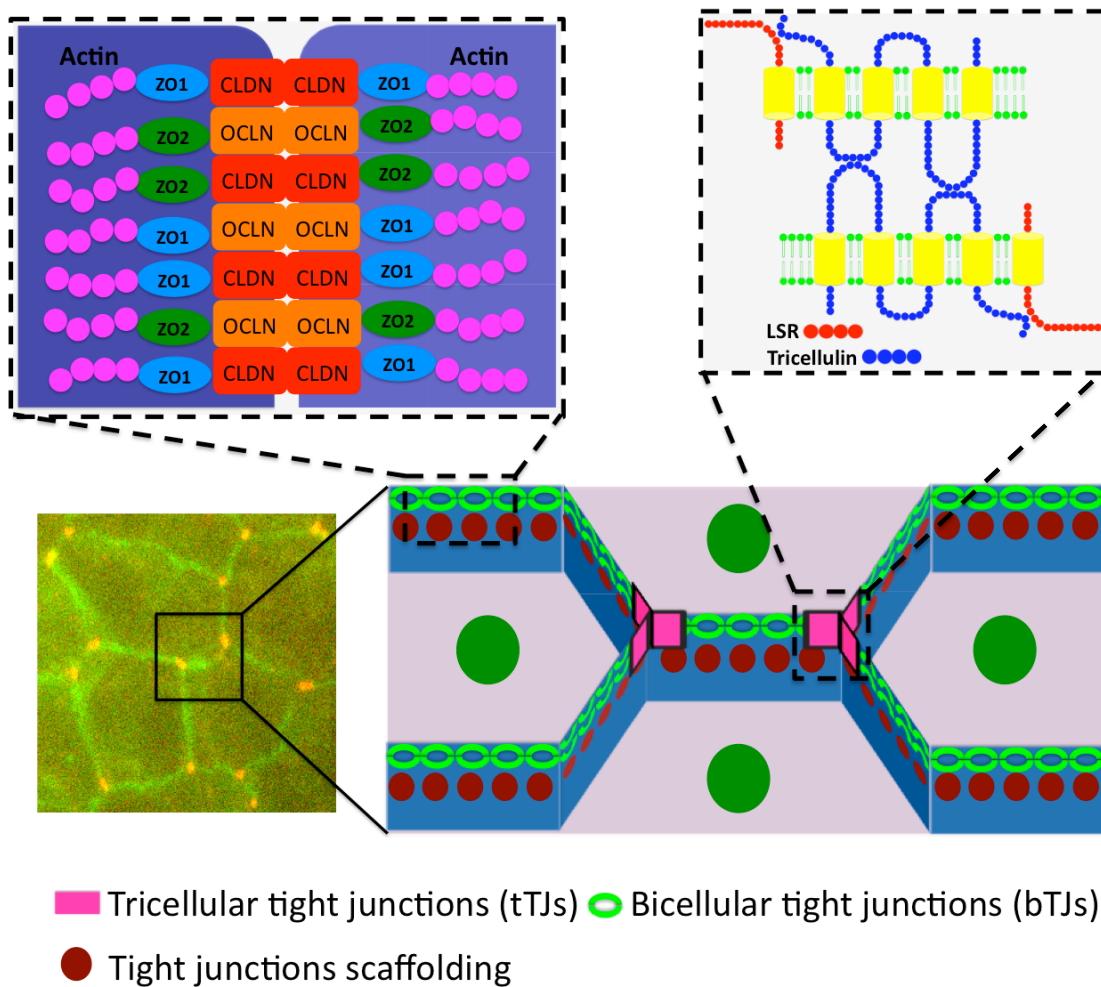 Actin Actin
ZO1 CLDN CLDN ZO1
ZO2 OCLN OCLN ZO2
ZO2 CLDN CLDN ZO2
ZO1 OCLN OCLN ZO1
ZO1 CLDN CLDN ZO1
ZO2 OCLN OCLN ZO2
ZO1 CLDN CLDN ZO1
LSR
Tricellulin
Tricellular tight junctions (tTJs) Bicellular tight junctions (bTJs)
Tight junctions scaffolding